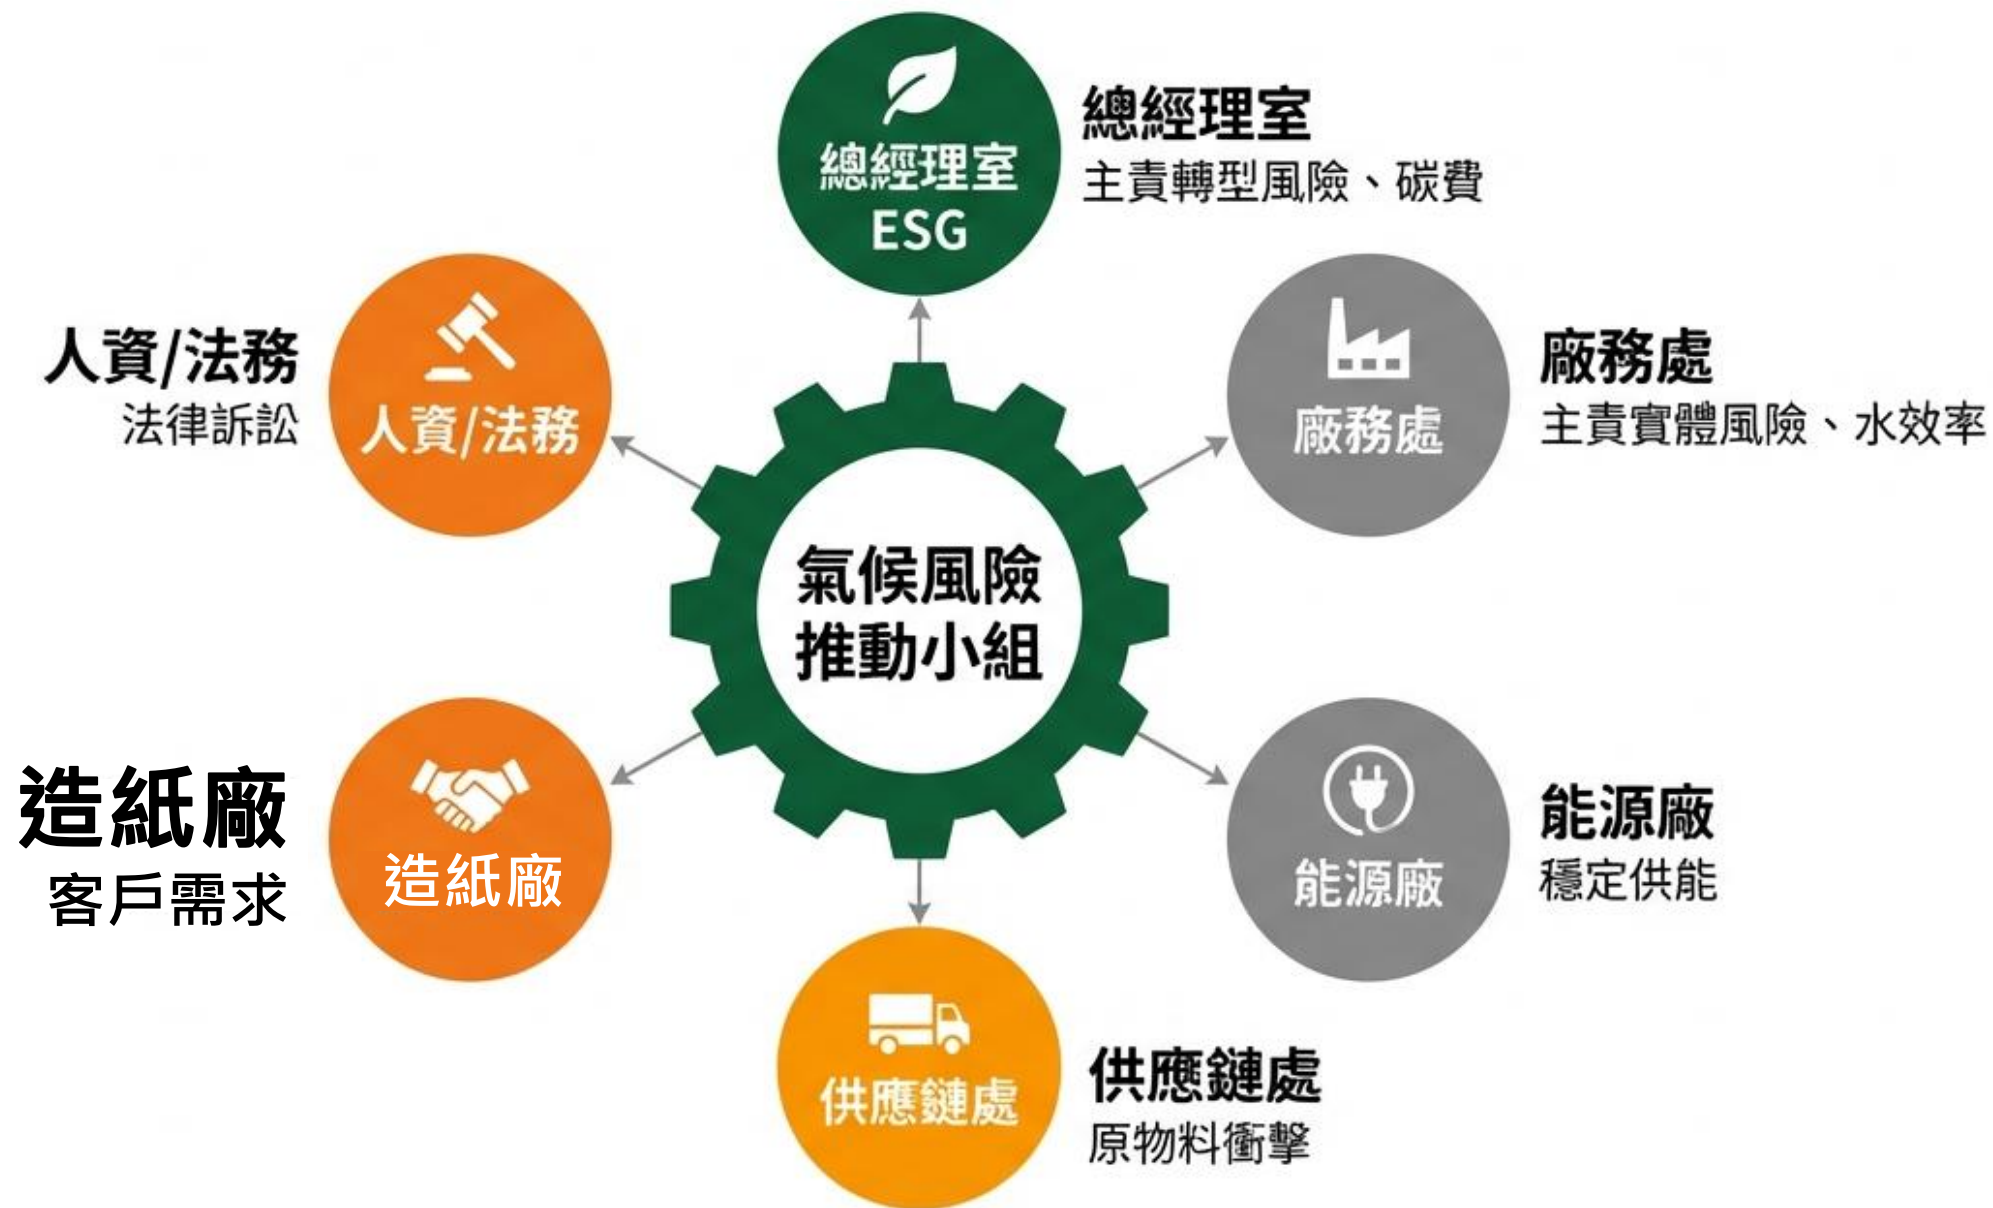 總經理室
ESG
總經理室
主責轉型風險、碳費
人資/法務
法律訴訟
人資/法務
廠務處
廠務處
主責實體風險、水效率
氣候風險
推動小組
造紙廠
客戶需求
造紙廠
能源廠
能源廠
穩定供能
供應鏈處
供應鏈處
原物料衝擊